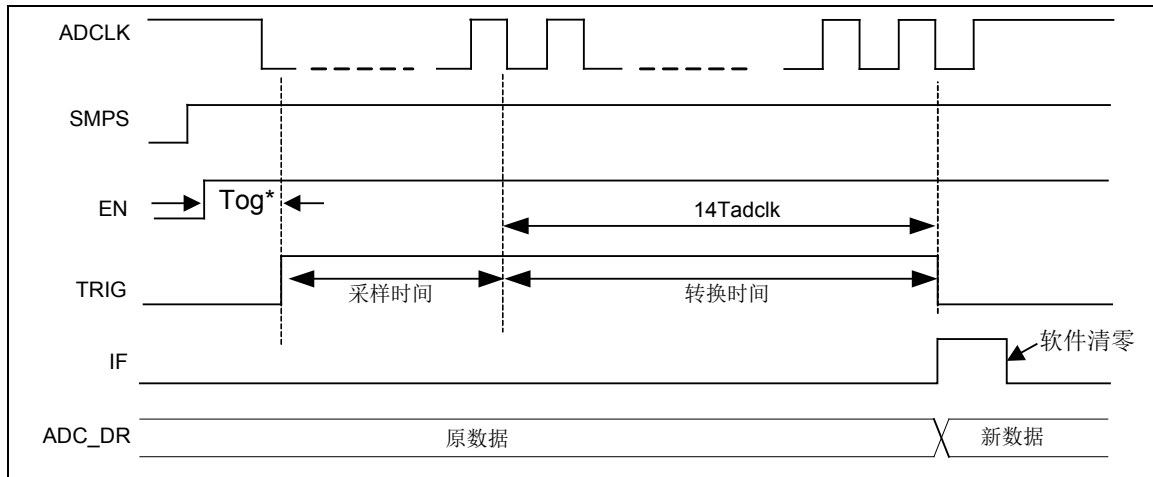 ADCLK
SMPS
EN
Tog*
14Tadclk
TRIG
采样时间
转换时间
IF
软件清零
ADC_DR
原数据
新数据